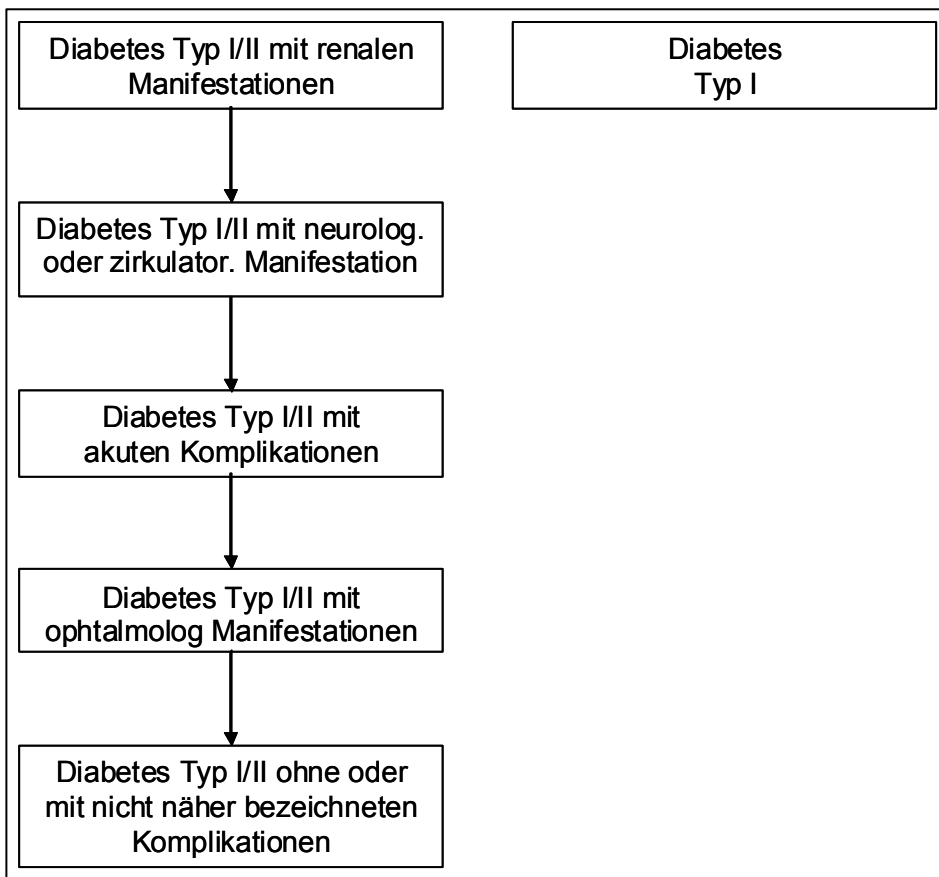 Diabetes Typ I/II mit renalen
Manifestationen
Diabetes
Typ I
Diabetes Typ I/II mit neurolog.
oder zirkulator. Manifestation
Diabetes Typ I/II mit
akuten Komplikationen
Diabetes Typ I/II mit
ophtalmolog Manifestationen
Diabetes Typ I/II ohne oder
mit nicht näher bezeichneten
Komplikationen